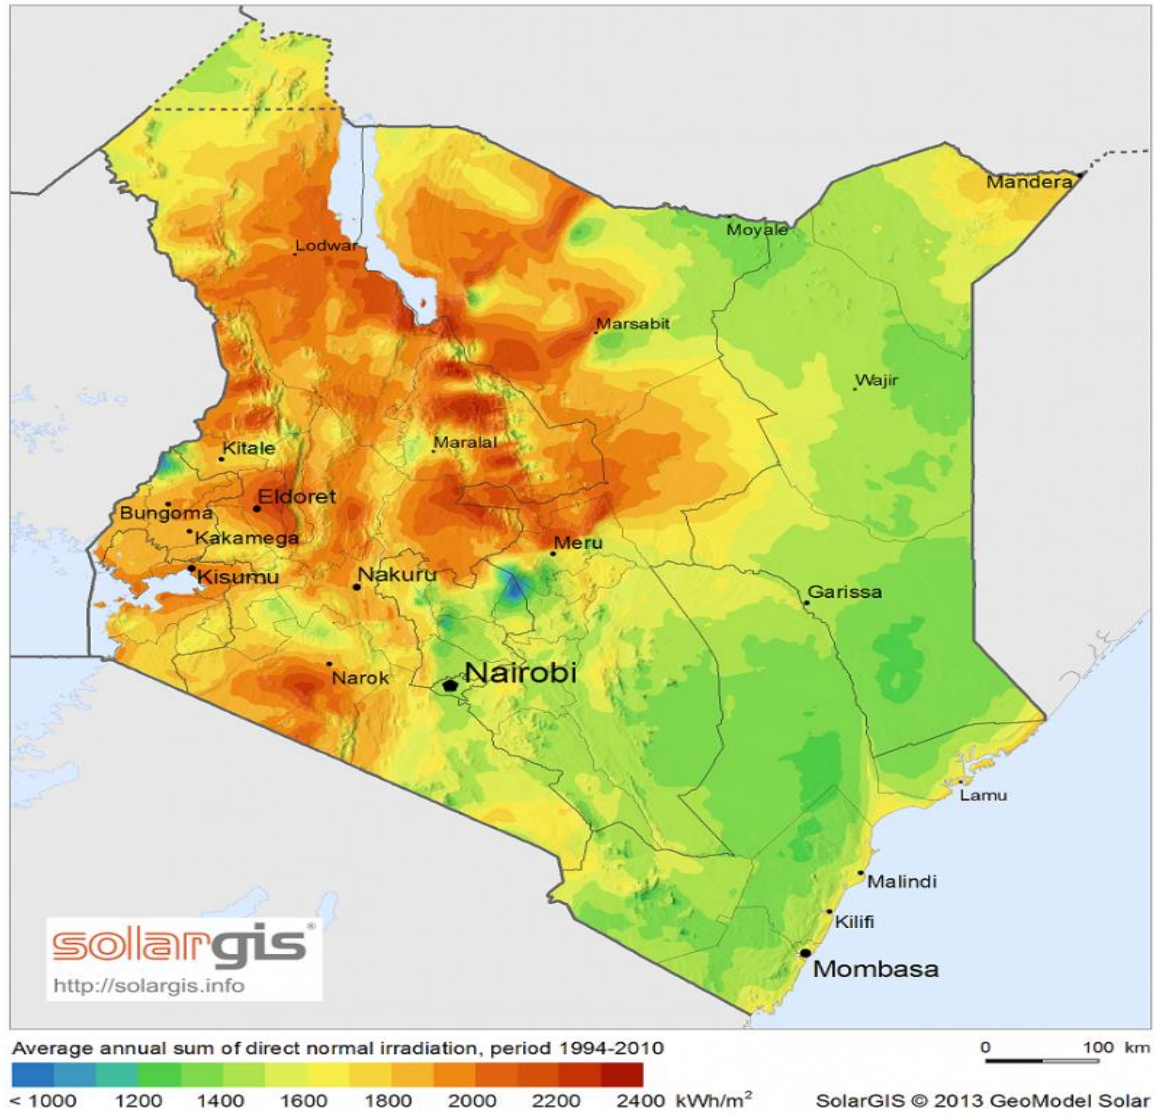 Mandera
Moyale
Lodwar
Marsabit
Wajir
Kitale
Maralal
Eldoret
Bungoma
Kakamega
Meru
Kisumu
Nakuru
Garissa
Narok
Nairobi
Lamu
Malindi
Kilifi
Mombasa
solargis®
http://solargis.info
Average annual sum of direct normal irradiation, period 1994-2010
0 100 km
< 1000 1200 1400 1600 1800 2000 2200 2400 kWh/m²
SolarGIS © 2013 GeoModel Solar